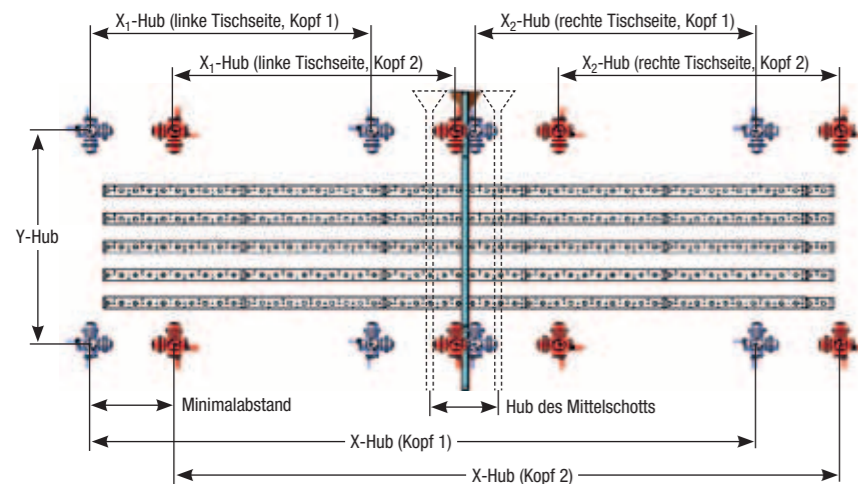 X₁-Hub (linke Tischseite, Kopf 1)
X₂-Hub (rechte Tischseite, Kopf 1)
X₁-Hub (linke Tischseite, Kopf 2)
X₂-Hub (rechte Tischseite, Kopf 2)
Y-Hub
Minimalabstand
Hub des Mittelschotts
X-Hub (Kopf 1)
X-Hub (Kopf 2)